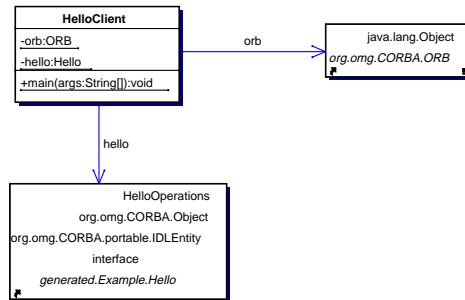 HelloClient
-orb:ORB
-hello:Hello
+main(args:String[]):void
orb
java.lang.Object
org.omg.CORBA.ORB
hello
HelloOperations
org.omg.CORBA.Object
org.omg.CORBA.portable.IDLEntity
interface
generated.Example.Hello